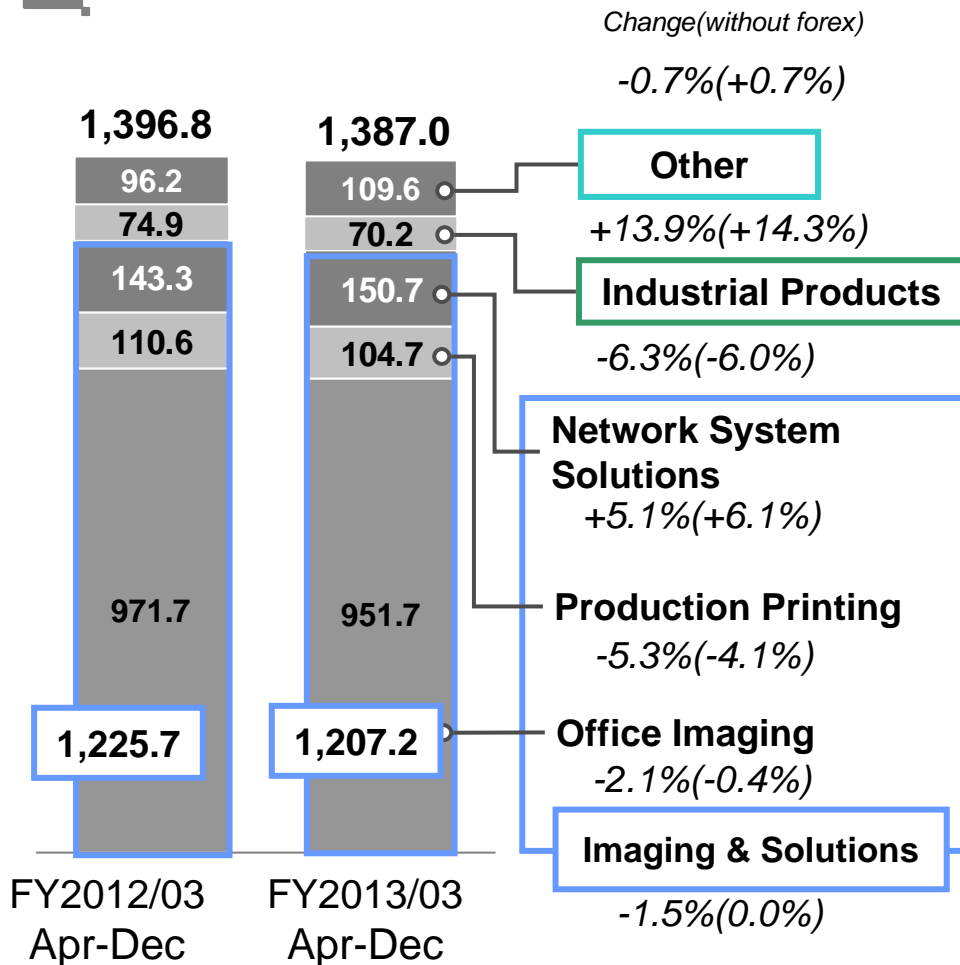 Change(without forex)
-0.7%(+0.7%)
1,396.8
1,387.0
Other
96.2
109.6
+13.9%(+14.3%)
74.9
70.2
Industrial Products
143.3
150.7
-6.3%(-6.0%)
110.6
104.7
Network System
Solutions
+5.1%(+6.1%)
971.7
951.7
Production Printing
-5.3%(-4.1%)
1,225.7
1,207.2
Office Imaging
-2.1%(-0.4%)
Imaging & Solutions
-1.5%(0.0%)
FY2012/03
Apr-Dec
FY2013/03
Apr-Dec